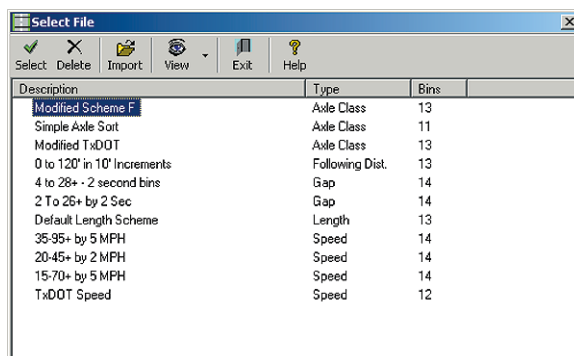 Select File
Select Delete Import View Exit Help
Description Type Bins
Modified Scheme F Axle Class 13
Simple Axle Sort Axle Class 11
Modified TxDOT Axle Class 13
0 to 120' in 10' Increments Following Dist. 13
4 to 28+ - 2 second bins Gap 14
2 To 26+ by 2 Sec Gap 14
Default Length Scheme Length 13
35-95+ by 5 MPH Speed 14
20-45+ by 2 MPH Speed 14
15-70+ by 5 MPH Speed 14
TxDOT Speed Speed 12